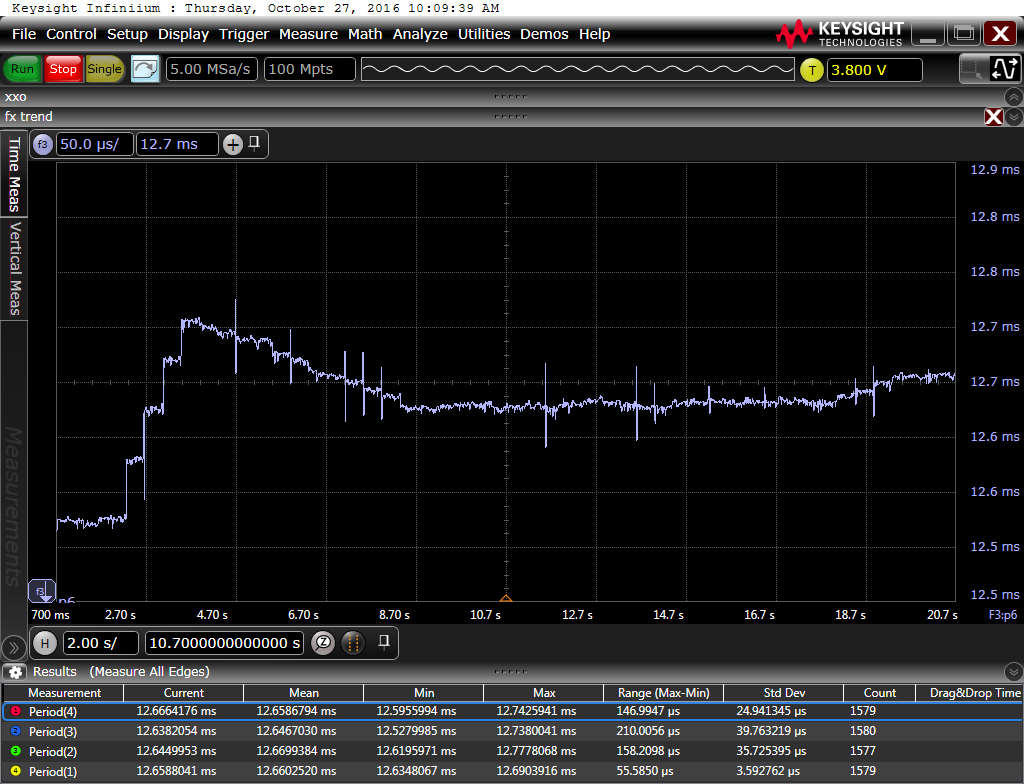 Keysight Infiniium : Thursday, October 27, 2016 10:09:39 AM
File Control Setup Display Trigger Measure Math Analyze Utilities Demos Help
KEYSIGHT
TECHNOLOGIES
Run Stop Single 5.00 MSa/s 100 Mpts T 3.800 V
xxo
fx trend
f3 50.0 µs/ 12.7 ms
Time Meas
Vertical Meas
Measurements
12.9 ms
12.8 ms
12.8 ms
12.7 ms
12.7 ms
12.6 ms
12.6 ms
12.5 ms
12.5 ms
f3 p6
700 ms 2.70 s 4.70 s 6.70 s 8.70 s 10.7 s 12.7 s 14.7 s 16.7 s 18.7 s 20.7 s F3:p6
H 2.00 s/ 10.7000000000000 s Z
Results (Measure All Edges)
Measurement Current Mean Min Max Range (Max-Min) Std Dev Count Drag&Drop Time
1 Period(4) 12.6664176 ms 12.6586794 ms 12.5955994 ms 12.7425941 ms 146.9947 µs 24.941345 µs 1579
2 Period(3) 12.6382054 ms 12.6467030 ms 12.5279985 ms 12.7380041 ms 210.0056 µs 39.763219 µs 1580
3 Period(2) 12.6449953 ms 12.6699384 ms 12.6195971 ms 12.7778068 ms 158.2098 µs 35.725395 µs 1577
4 Period(1) 12.6588041 ms 12.6602520 ms 12.6348067 ms 12.6903916 ms 55.5850 µs 3.592762 µs 1579